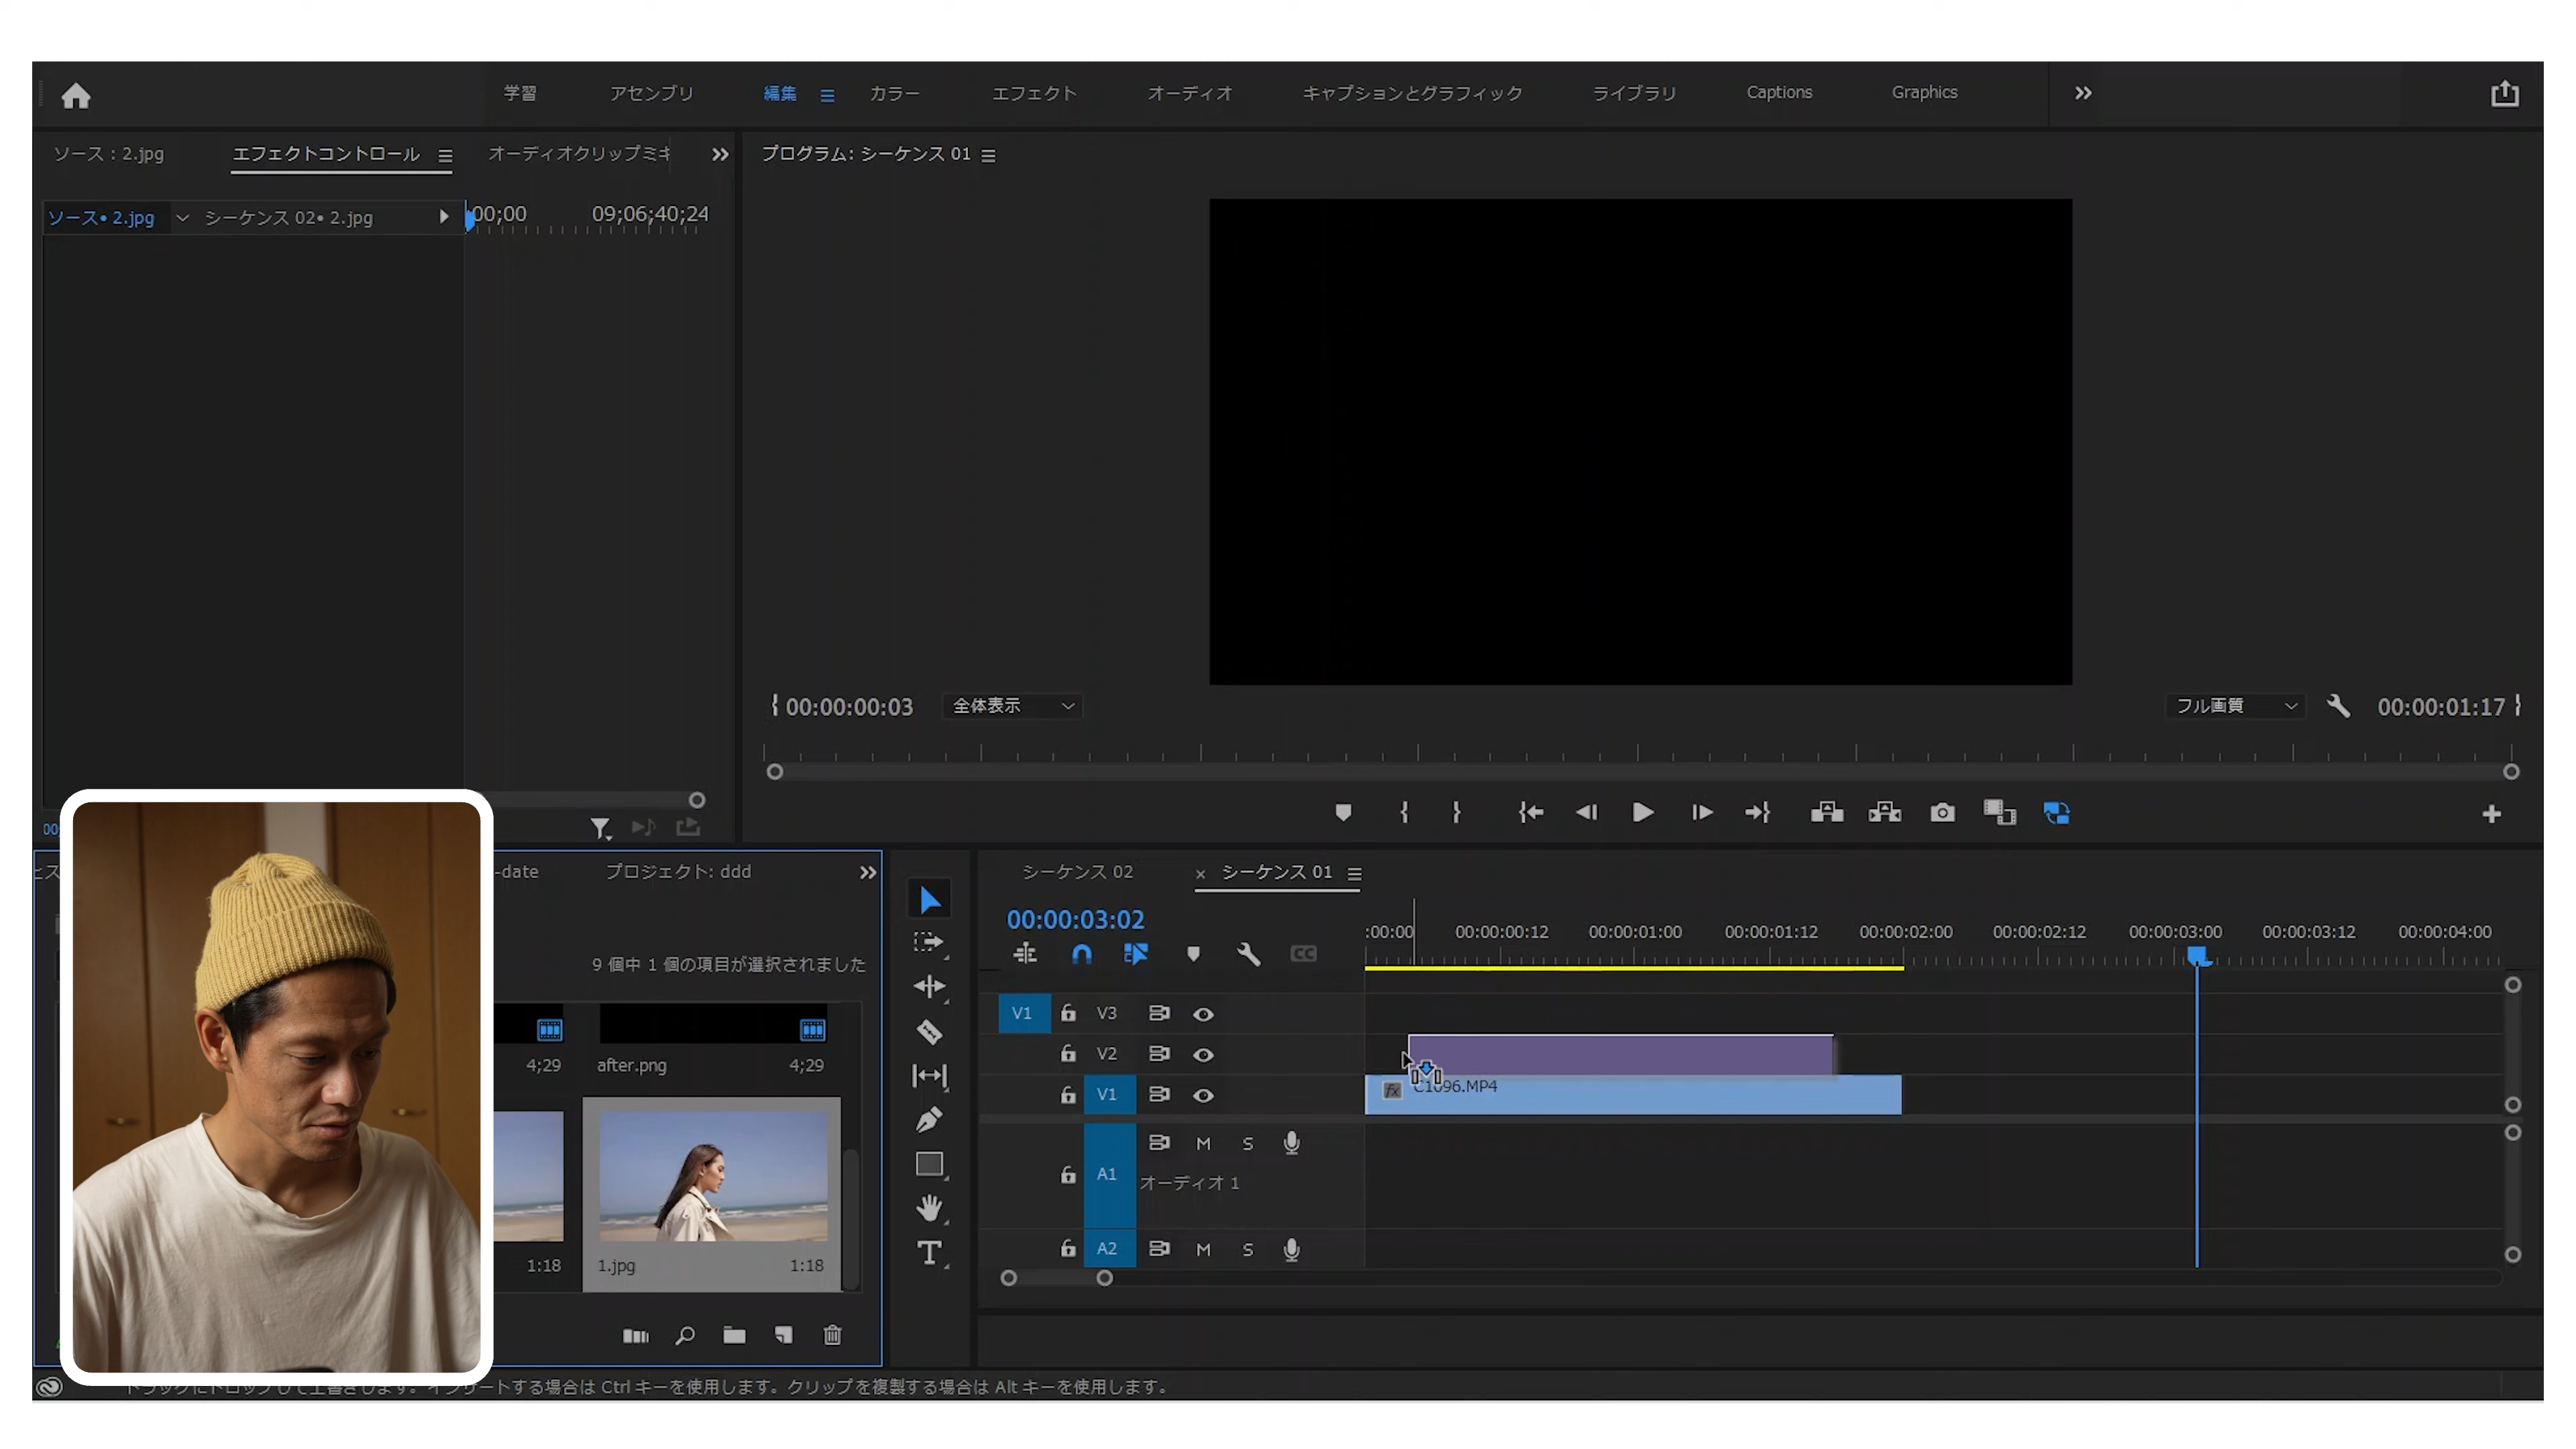 学習 アセンブリ 編集 カラー エフェクト オーディオ キャプションとグラフィック ライブラリ Captions Graphics
ソース : 2.jpg エフェクトコントロール オーディオクリップミキ
プログラム: シーケンス 01
ソース• 2.jpg シーケンス 02• 2.jpg
00;00 09;06;40;24
00:00:00:03 全体表示 フル画質 00:00:01:17
-date プロジェクト: ddd
シーケンス 02 × シーケンス 01
00:00:03:02
:00:00 00:00:00:12 00:00:01:00 00:00:01:12 00:00:02:00 00:00:02:12 00:00:03:00 00:00:03:12 00:00:04:00
9 個中 1 個の項目が選択されました
CC
V1 V3
V2
V1
fx C1096.MP4
4;29 after.png 4;29
A1 M S
オーディオ 1
A2 M S
1:18 1.jpg 1:18
T
トラックにドロップして上書きします。インサートする場合は Ctrl キーを使用します。クリップを複製する場合は Alt キーを使用します。